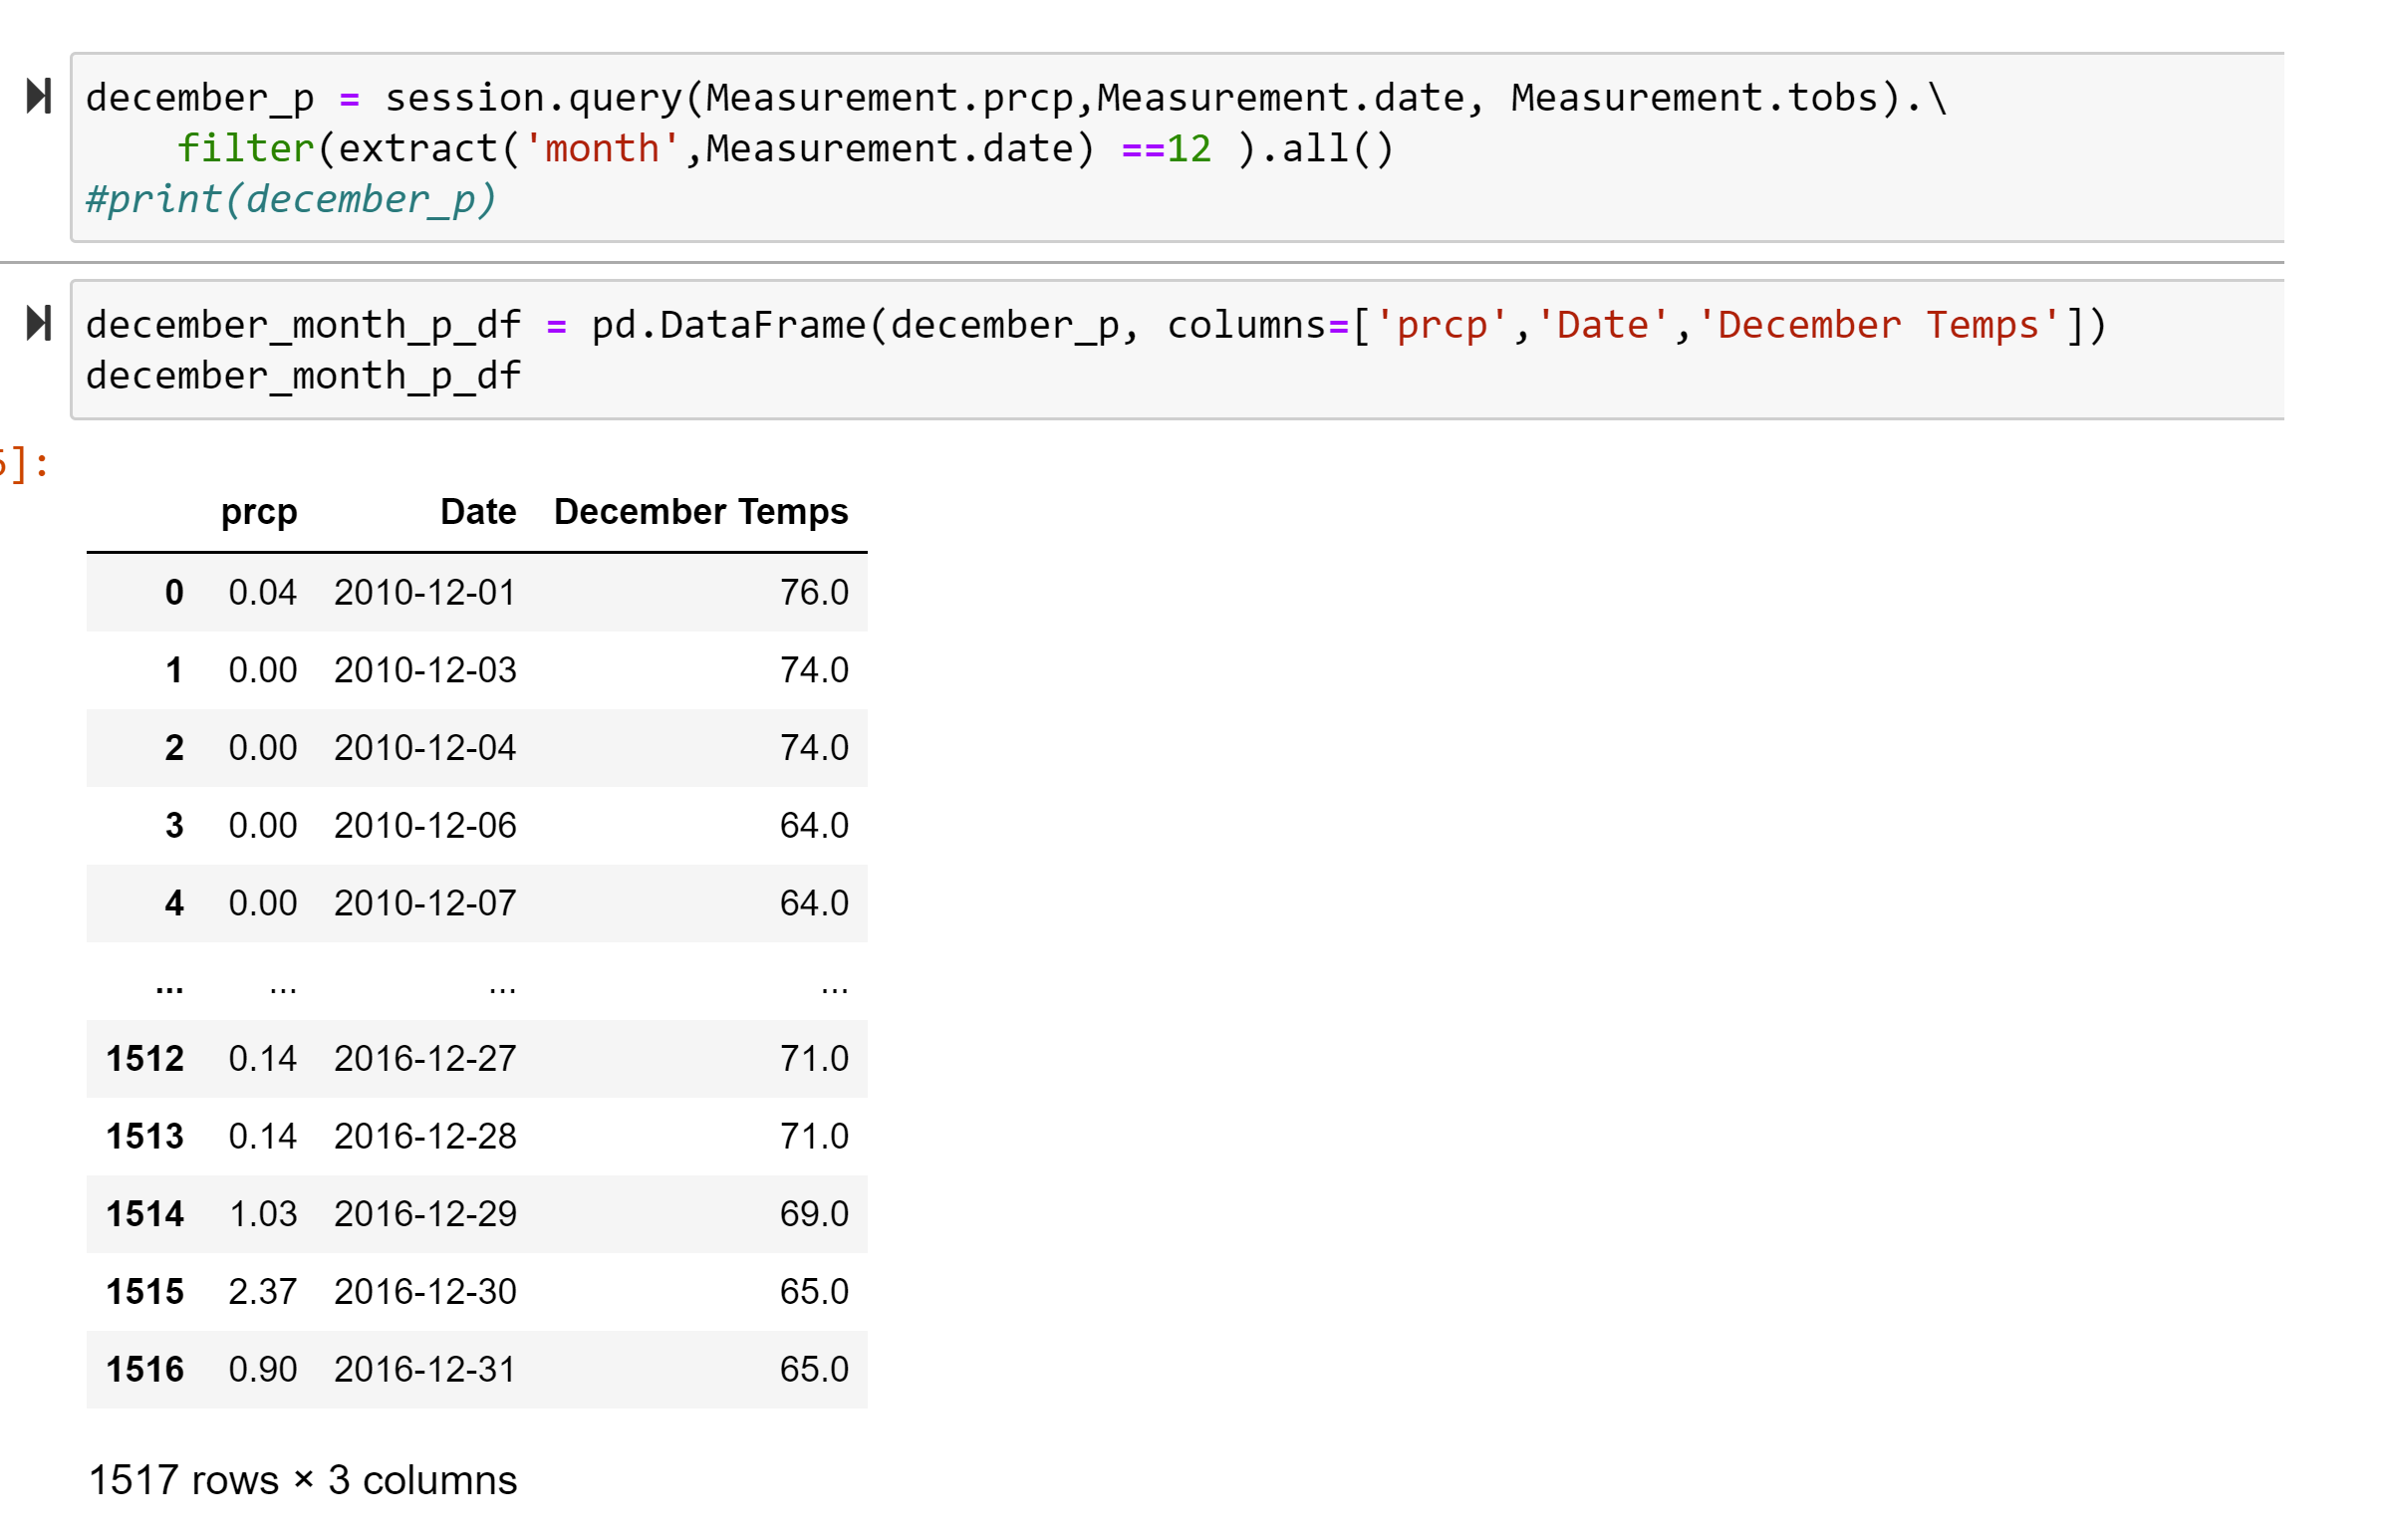 december_p = session.query(Measurement.prcp,Measurement.date, Measurement.tobs).\
    filter(extract('month',Measurement.date) ==12 ).all()
#print(december_p)
december_month_p_df = pd.DataFrame(december_p, columns=['prcp','Date','December Temps'])
december_month_p_df
5]:
prcp Date December Temps
0 0.04 2010-12-01 76.0
1 0.00 2010-12-03 74.0
2 0.00 2010-12-04 74.0
3 0.00 2010-12-06 64.0
4 0.00 2010-12-07 64.0
... ... ... ...
1512 0.14 2016-12-27 71.0
1513 0.14 2016-12-28 71.0
1514 1.03 2016-12-29 69.0
1515 2.37 2016-12-30 65.0
1516 0.90 2016-12-31 65.0
1517 rows × 3 columns